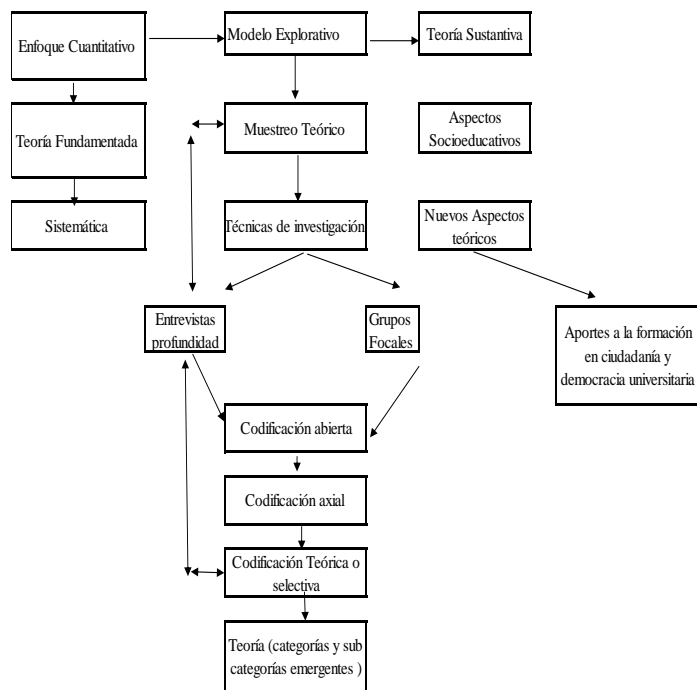 Enfoque Cuantitativo
Modelo Explorativo
Teoría Sustantiva
Teoría Fundamentada
Muestreo Teórico
Aspectos
Socioeducativos
Sistemática
Técnicas de investigación
Nuevos Aspectos
teóricos
Entrevistas
profundidad
Grupos
Focales
Aportes a la formación
en ciudadanía y
democracia universitaria
Codificación abierta
Codificación axial
Codificación Teórica o
selectiva
Teoría (categorías y sub
categorías emergentes )